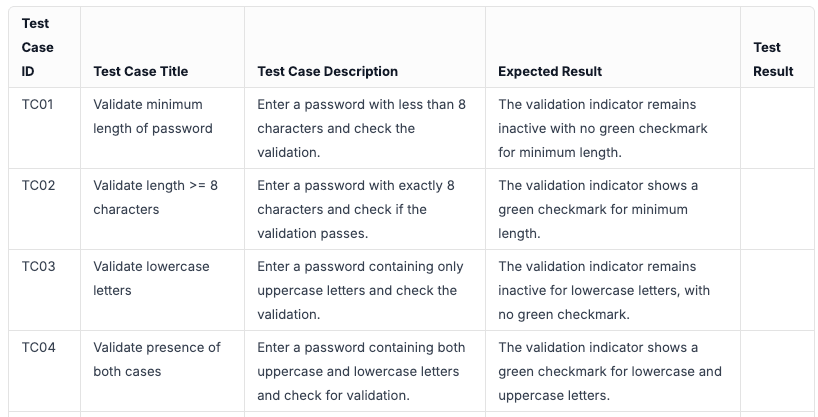 Test
Case
ID
Test Case Title
Test Case Description
Expected Result
Test
Result
TC01
Validate minimum
length of password
Enter a password with less than 8
characters and check the
validation.
The validation indicator remains
inactive with no green checkmark
for minimum length.
TC02
Validate length >= 8
characters
Enter a password with exactly 8
characters and check if the
validation passes.
The validation indicator shows a
green checkmark for minimum
length.
TC03
Validate lowercase
letters
Enter a password containing only
uppercase letters and check the
validation.
The validation indicator remains
inactive for lowercase letters, with
no green checkmark.
TC04
Validate presence of
both cases
Enter a password containing both
uppercase and lowercase letters
and check for validation.
The validation indicator shows a
green checkmark for lowercase and
uppercase letters.